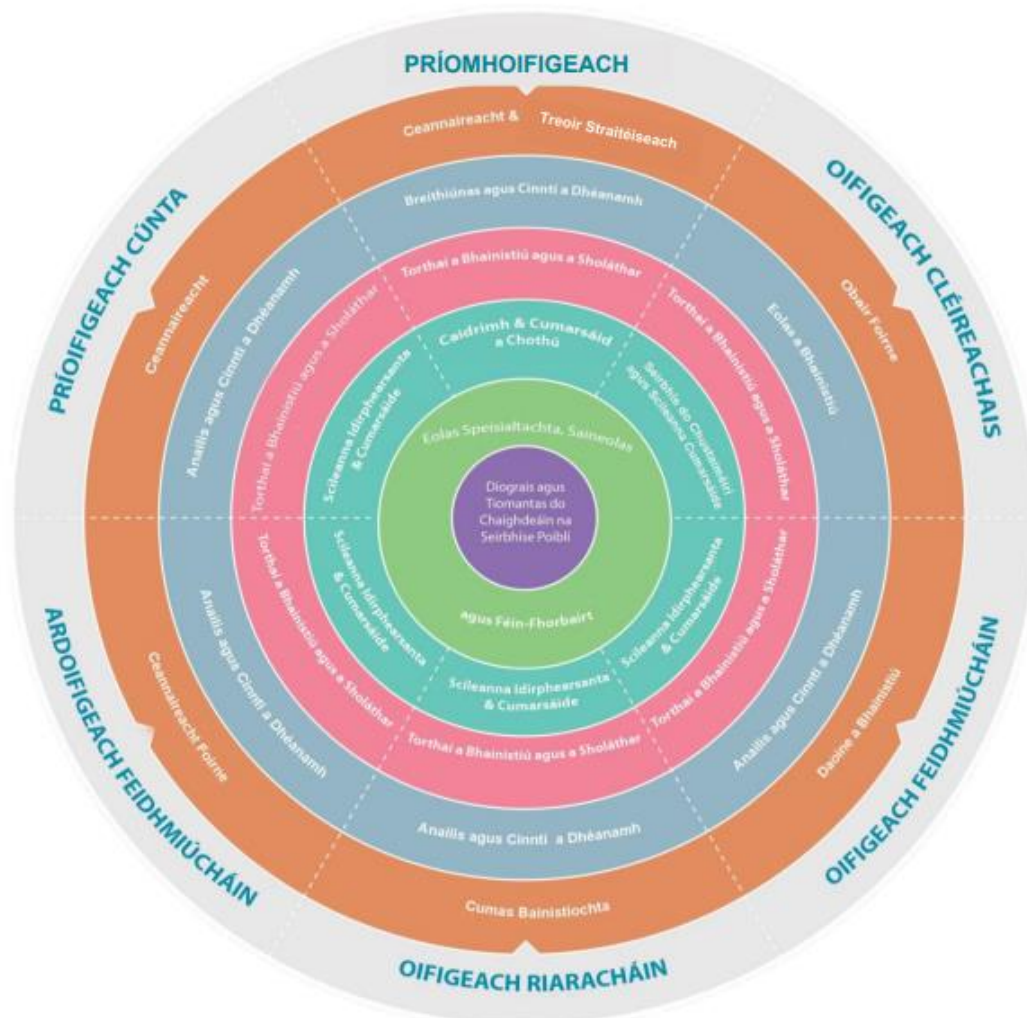 PRÍOMHOIFIGEACH
Ceannaireacht & Treoir Straitéiseach
Breithiúnas agus Cinntí a Dhéanamh
Torthaí a Bhainistiú agus a Sholáthar
Caidrimh & Cumarsáid
a Chothú
OIFIGEACH CLÉIREACHAIS
Obair Foirne
Eolas a Bhainistiú
Torthaí a Bhainistiú agus a Sholáthar
Seirbhís do Chustaiméirí
agus Scileanna Cumarsáide
OIFIGEACH FEIDHMIÚCHÁIN
Daoine a Bhainistiú
Anailís agus Cinntí a Dhéanamh
Torthaí a Bhainistiú agus a Sholáthar
Scileanna Idirphearsanta
& Cumarsáide
OIFIGEACH RIARACHÁIN
Cumas Bainistíochta
Anailís agus Cinntí a Dhéanamh
Torthaí a Bhainistiú agus a Sholáthar
Scileanna Idirphearsanta
& Cumarsáide
ARDOIFIGEACH FEIDHMIÚCHÁIN
Ceannaireacht Foirne
Anailís agus Cinntí a Dhéanamh
Torthaí a Bhainistiú agus a Sholáthar
Scileanna Idirphearsanta
& Cumarsáide
PRÍOIFIGEACH CÚNTA
Ceannaireacht
Anailís agus Cinntí a Dhéanamh
Torthaí a Bhainistiú agus a Sholáthar
Scileanna Idirphearsanta
& Cumarsáide
Eolas Speisialtachta, Saineolas
agus Féin-Fhorbairt
Díograis agus
Tiomantas do
Chaighdeáin na
Seirbhíse Poiblí